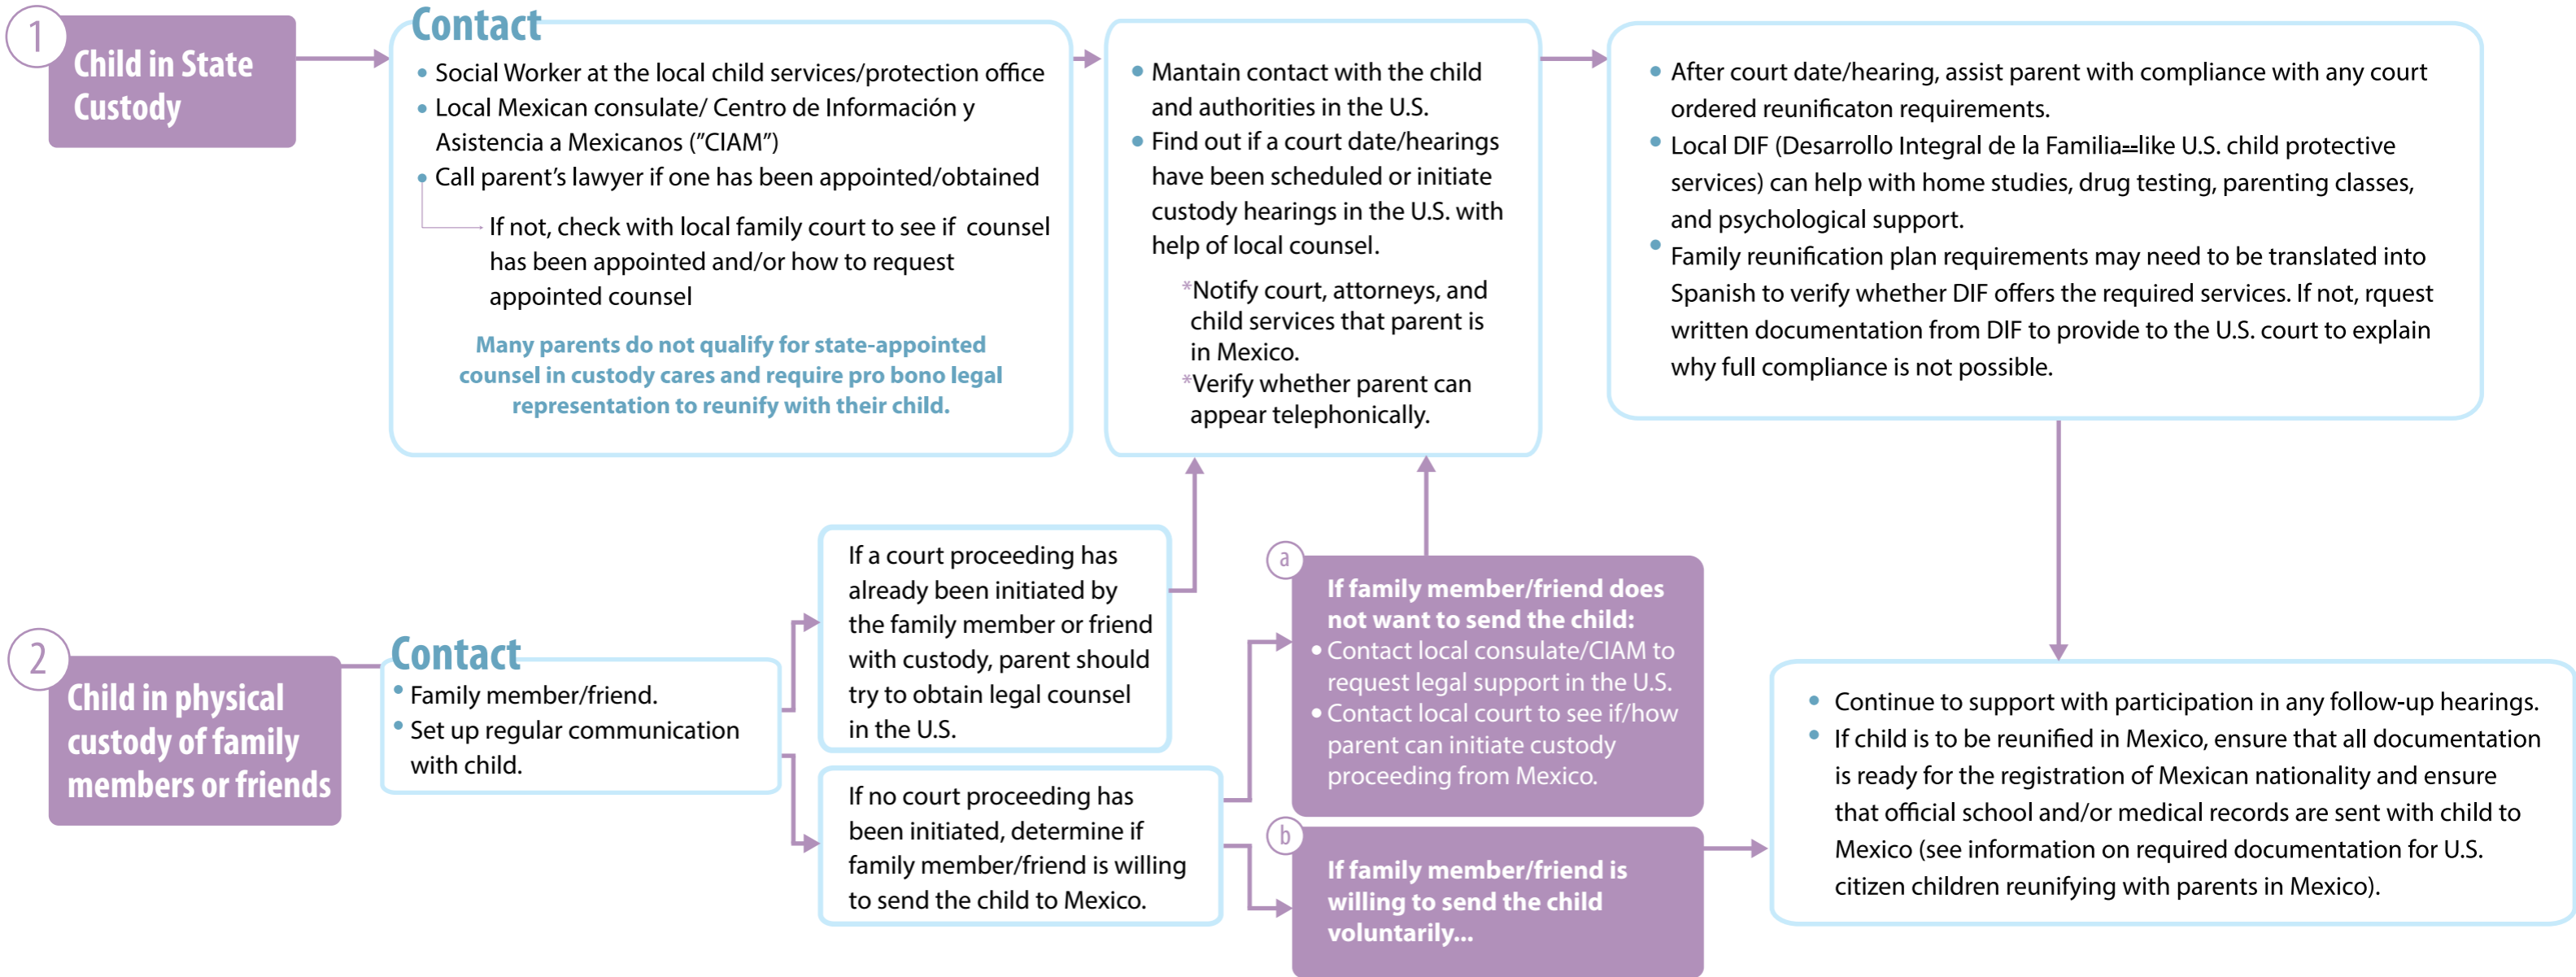 1
Child in State
Custody
Contact
• Social Worker at the local child services/protection office
• Local Mexican consulate/ Centro de Información y
Asistencia a Mexicanos ("CIAM")
• Call parent's lawyer if one has been appointed/obtained
If not, check with local family court to see if counsel
has been appointed and/or how to request
appointed counsel
Many parents do not qualify for state-appointed
counsel in custody cares and require pro bono legal
representation to reunify with their child.
• Mantain contact with the child
and authorities in the U.S.
• Find out if a court date/hearings
have been scheduled or initiate
custody hearings in the U.S. with
help of local counsel.
*Notify court, attorneys, and
child services that parent is
in Mexico.
*Verify whether parent can
appear telephonically.
• After court date/hearing, assist parent with compliance with any court
ordered reunificaton requirements.
• Local DIF (Desarrollo Integral de la Familia--like U.S. child protective
services) can help with home studies, drug testing, parenting classes,
and psychological support.
• Family reunification plan requirements may need to be translated into
Spanish to verify whether DIF offers the required services. If not, rquest
written documentation from DIF to provide to the U.S. court to explain
why full compliance is not possible.
2
Child in physical
custody of family
members or friends
Contact
• Family member/friend.
• Set up regular communication
with child.
If a court proceeding has
already been initiated by
the family member or friend
with custody, parent should
try to obtain legal counsel
in the U.S.
If no court proceeding has
been initiated, determine if
family member/friend is willing
to send the child to Mexico.
a
If family member/friend does
not want to send the child:
• Contact local consulate/CIAM to
request legal support in the U.S.
• Contact local court to see if/how
parent can initiate custody
proceeding from Mexico.
b
If family member/friend is
willing to send the child
voluntarily...
• Continue to support with participation in any follow-up hearings.
• If child is to be reunified in Mexico, ensure that all documentation
is ready for the registration of Mexican nationality and ensure
that official school and/or medical records are sent with child to
Mexico (see information on required documentation for U.S.
citizen children reunifying with parents in Mexico).